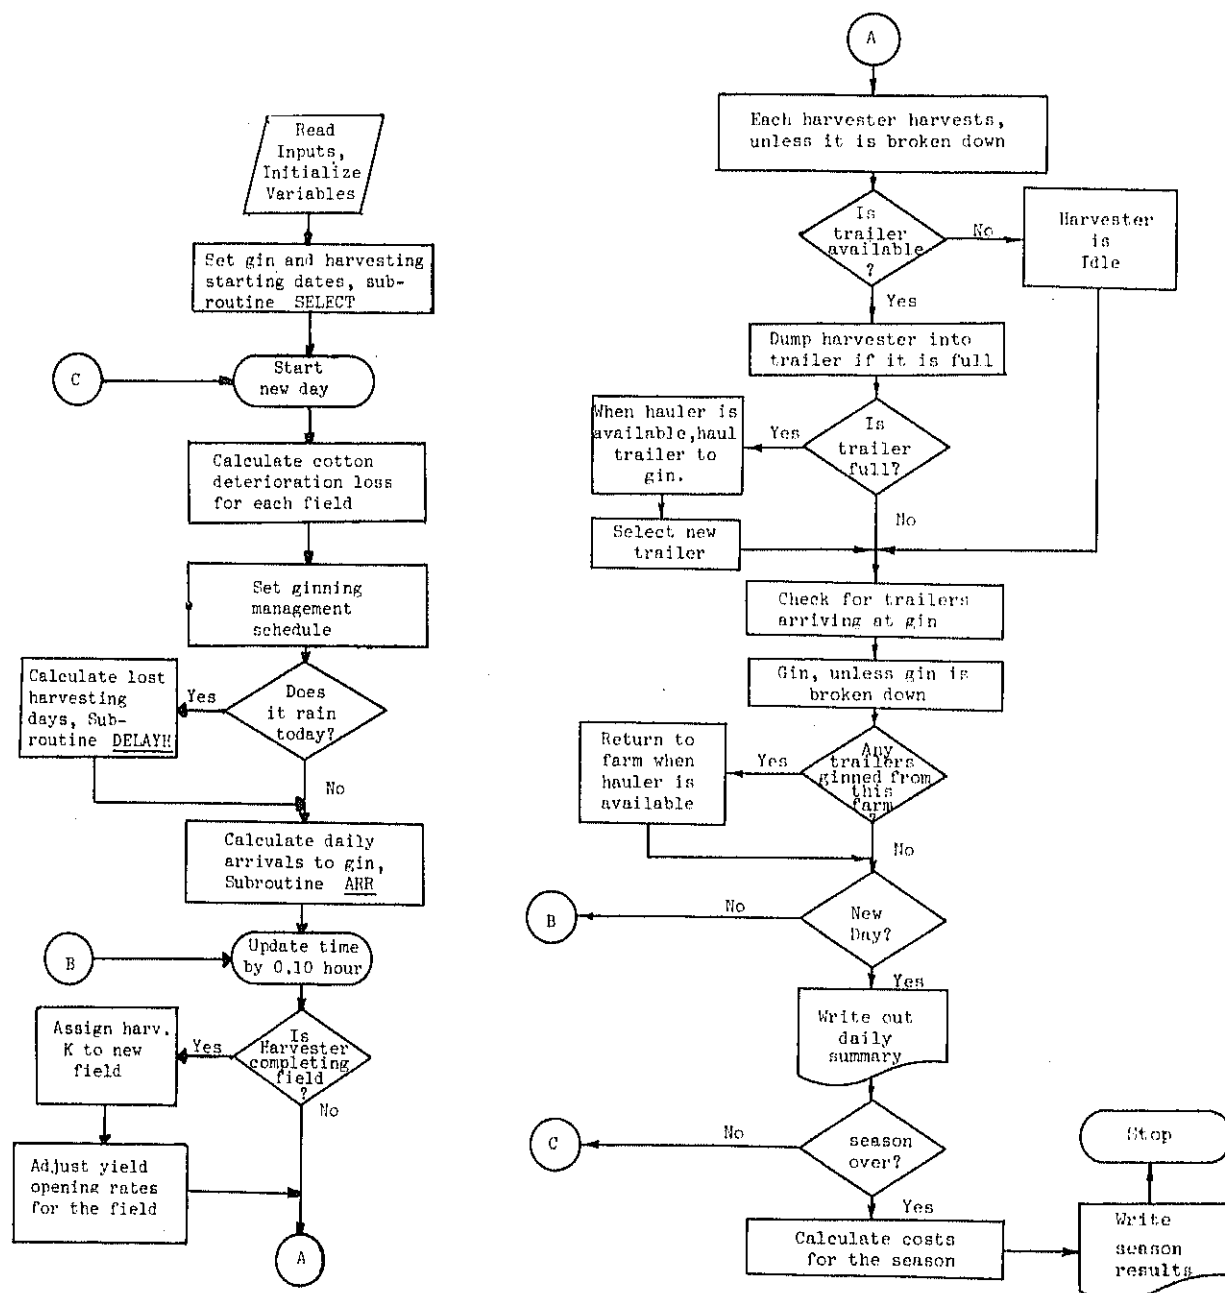 Read
Inputs,
Initialize
Variables
Set gin and harvesting
starting dates, sub-
routine SELECT
C
Start
new day
Calculate cotton
deterioration loss
for each field
Set ginning
management
schedule
Calculate lost
harvesting
days, Sub-
routine DELAYH
Yes
Does
it rain
today?
No
Calculate daily
arrivals to gin,
Subroutine ARR
B
Update time
by 0.10 hour
Assign harv.
K to new
field
Yes
Is
Harvester
completing
field
?
No
Adjust yield
opening rates
for the field
A
A
Each harvester harvests,
unless it is broken down
Is
trailer
available
?
No
Harvester
is
Idle
Yes
Dump harvester into
trailer if it is full
When hauler is
available,haul
trailer to
gin.
Yes
Is
trailer
full?
No
Select new
trailer
Check for trailers
arriving at gin
Gin, unless gin is
broken down
Return to
farm when
hauler is
available
Yes
Any
trailers
ginned from
this
farm
?
No
B
No
New
Day?
Yes
Write out
daily
summary
C
No
season
over?
Yes
Calculate costs
for the season
Stop
Write
season
results